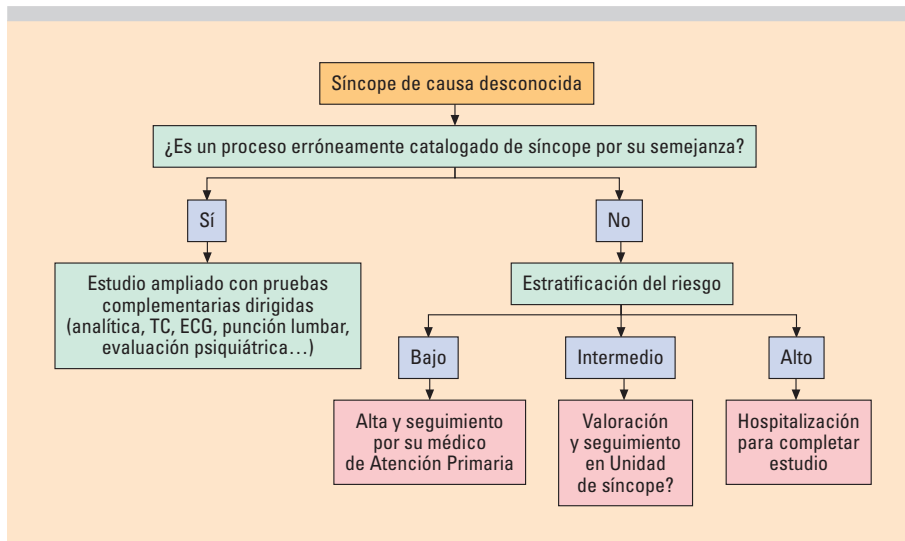 Síncope de causa desconocida
¿Es un proceso erróneamente catalogado de síncope por su semejanza?
Sí
No
Estudio ampliado con pruebas
complementarias dirigidas
(analítica, TC, ECG, punción lumbar,
evaluación psiquiátrica…)
Estratificación del riesgo
Bajo
Intermedio
Alto
Alta y seguimiento
por su médico
de Atención Primaria
Valoración
y seguimiento
en Unidad
de síncope?
Hospitalización
para completar
estudio